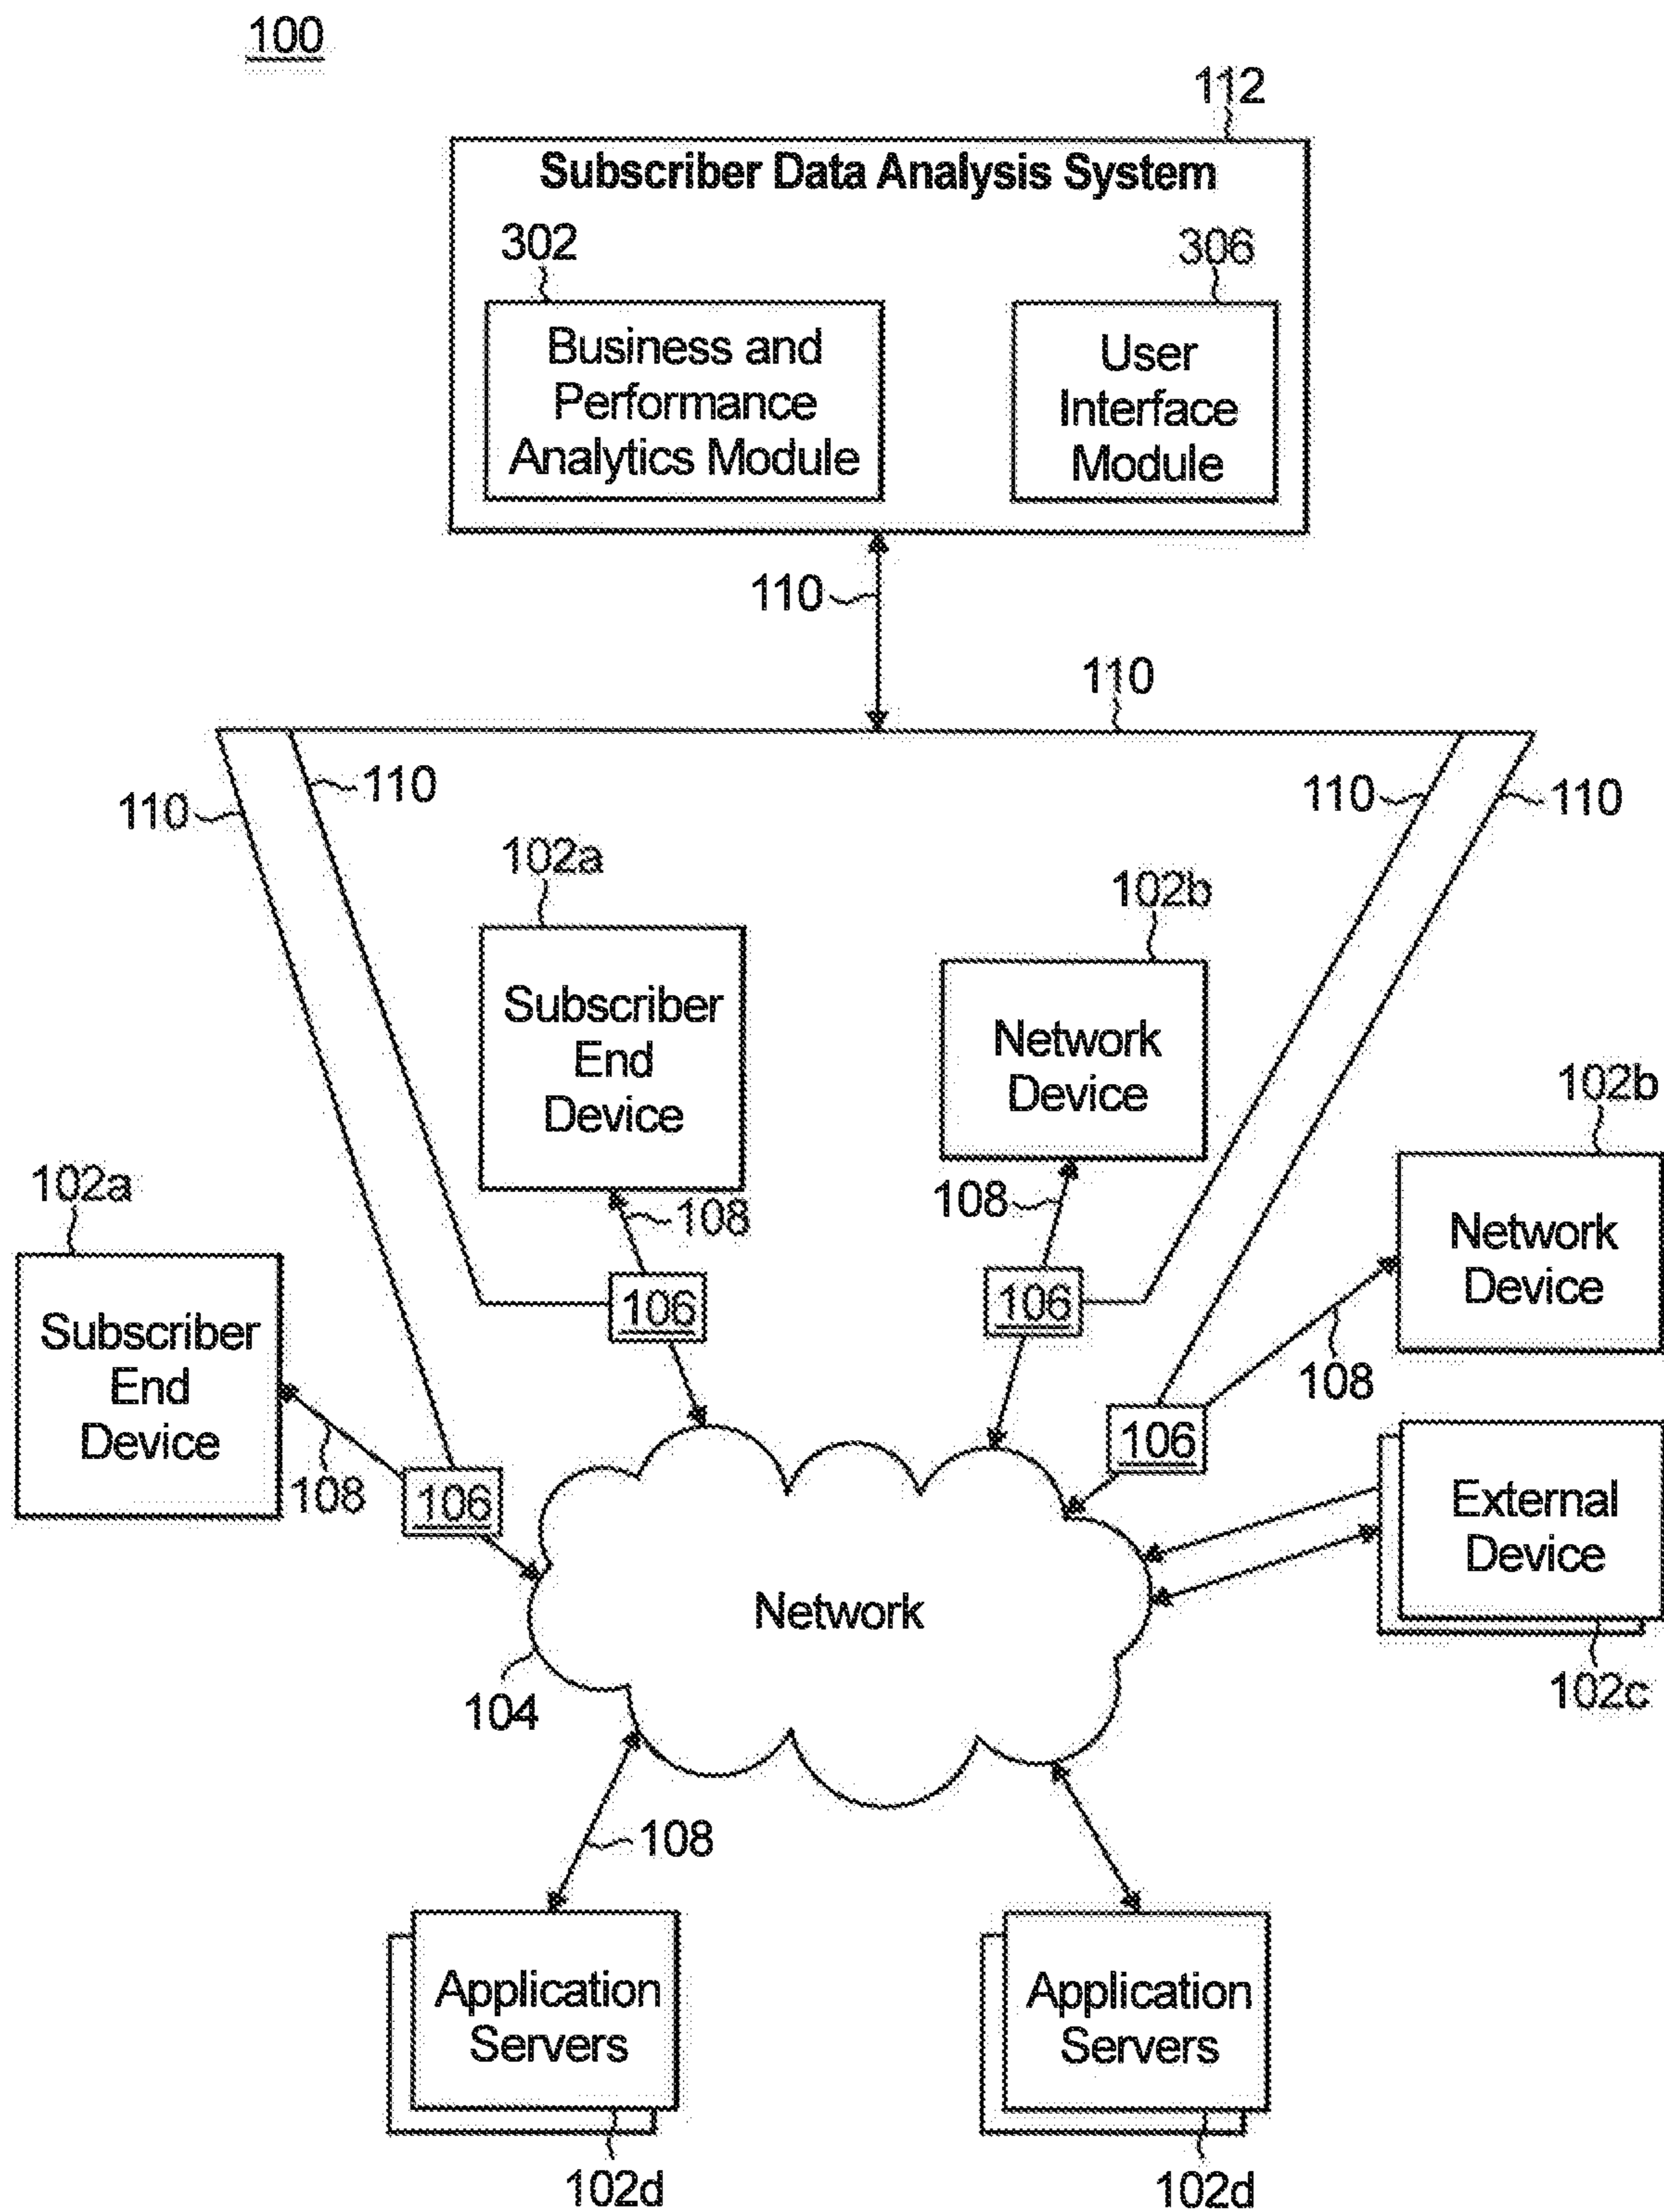 100
112
Subscriber Data Analysis System
302
306
Business and
Performance
Analytics Module
User
Interface
Module
110
110
110
110
110
110
102a
102b
Subscriber
End
Device
Network
Device
102b
102a
108
108
Network
Device
106
106
Subscriber
End
Device
108
106
108
106
External
Device
Network
104
102c
108
Application
Servers
Application
Servers
102d
102d